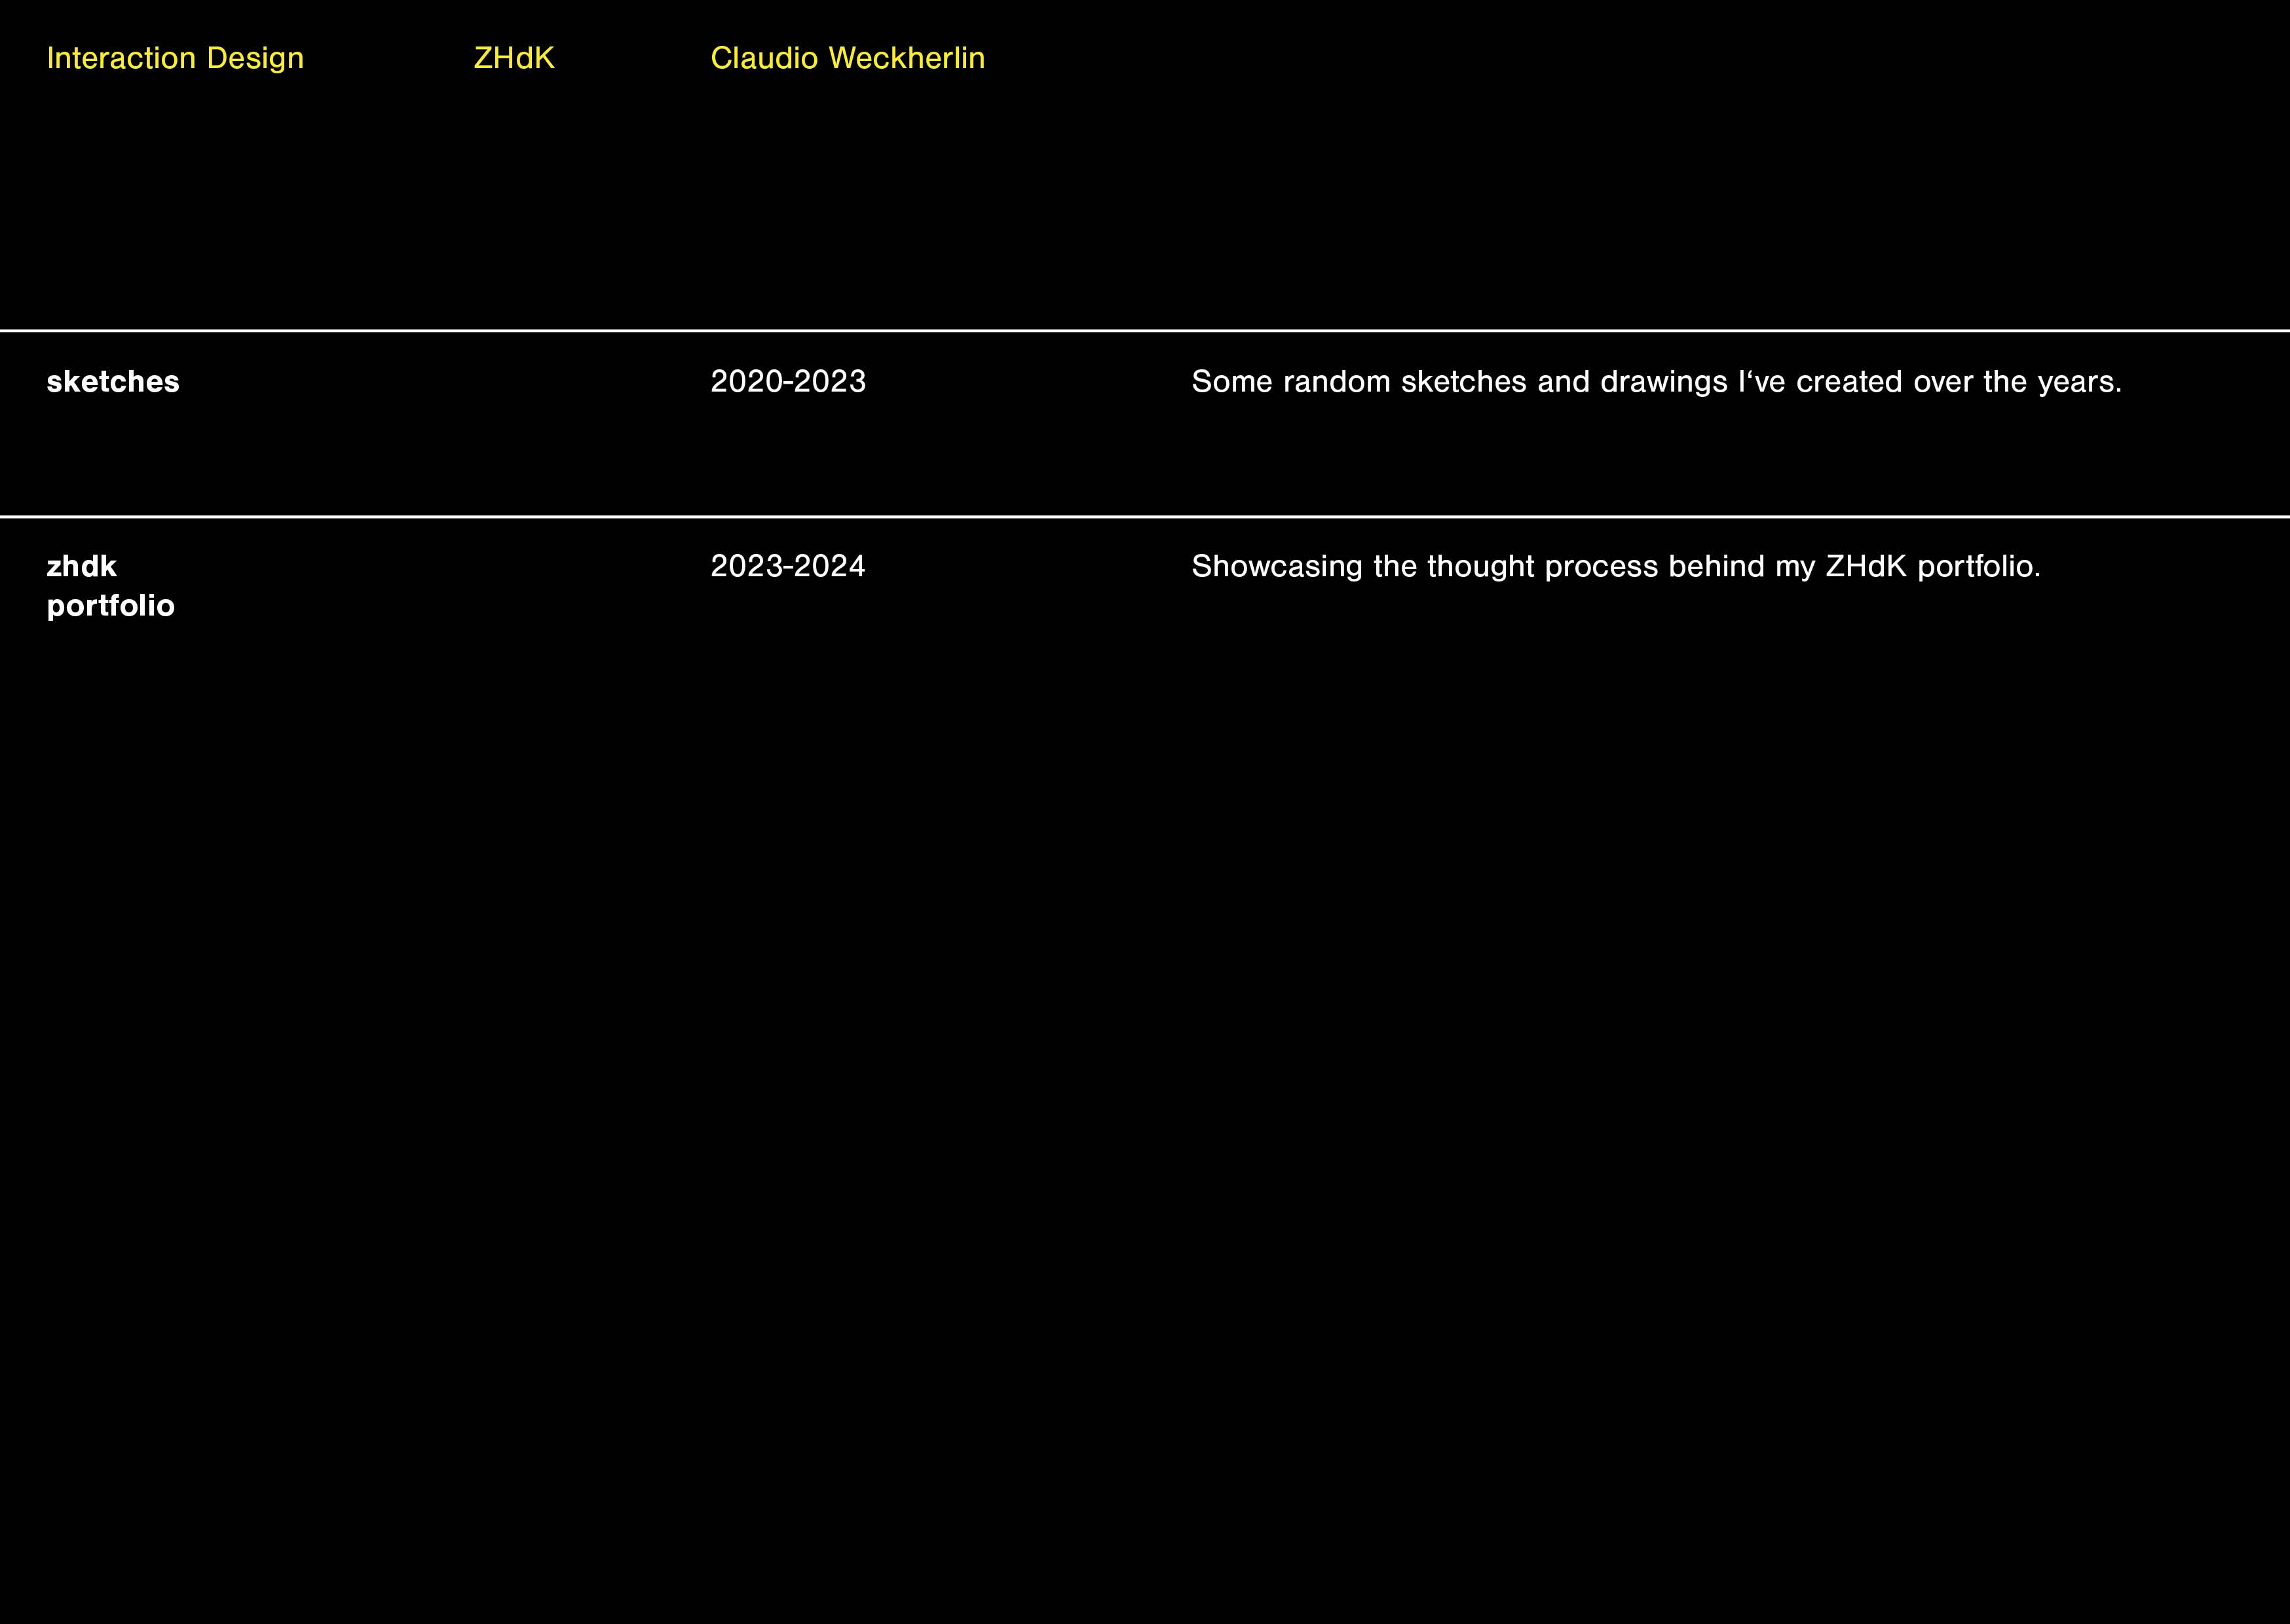 Interaction Design ZHdK Claudio Weckherlin
sketches 2020-2023 Some random sketches and drawings I‘ve created over the years.
zhdk 2023-2024 Showcasing the thought process behind my ZHdK portfolio.
portfolio